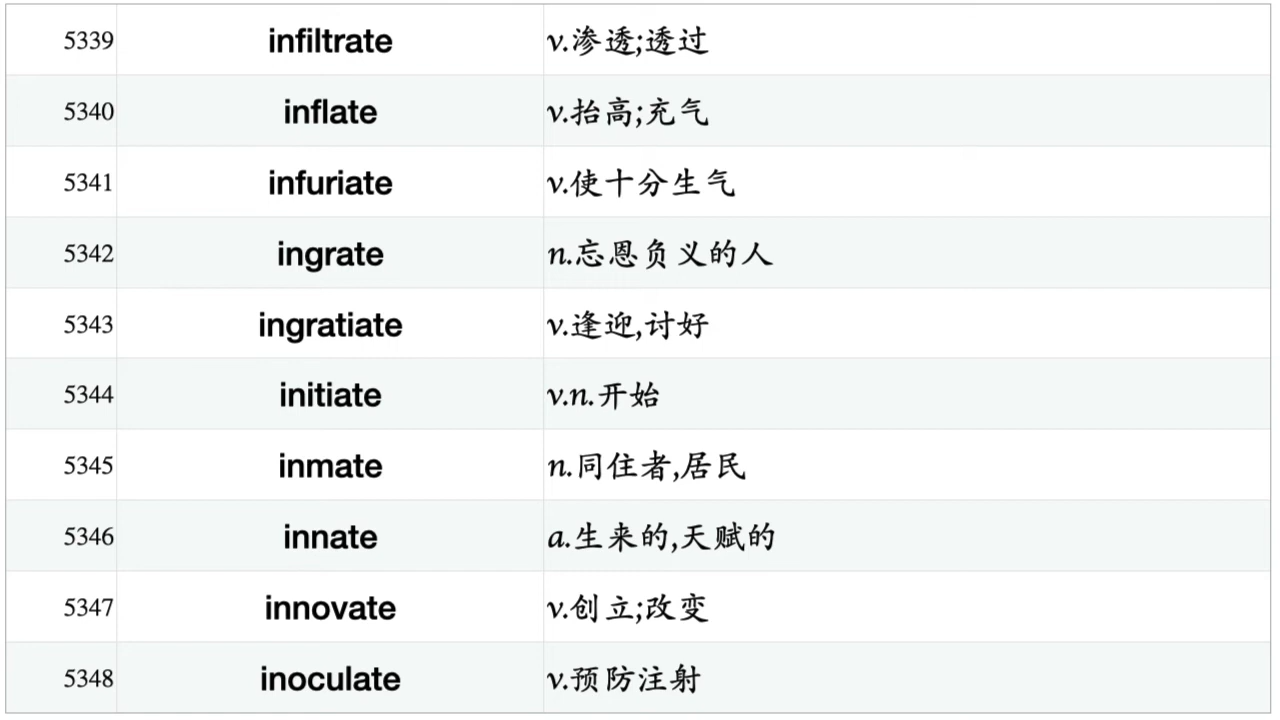 5339 infiltrate v.渗透;透过
5340 inflate v.抬高;充气
5341 infuriate v.使十分生气
5342 ingrate n.忘恩负义的人
5343 ingratiate v.逢迎,讨好
5344 initiate v.n.开始
5345 inmate n.同住者,居民
5346 innate a.生来的,天赋的
5347 innovate v.创立;改变
5348 inoculate v.预防注射